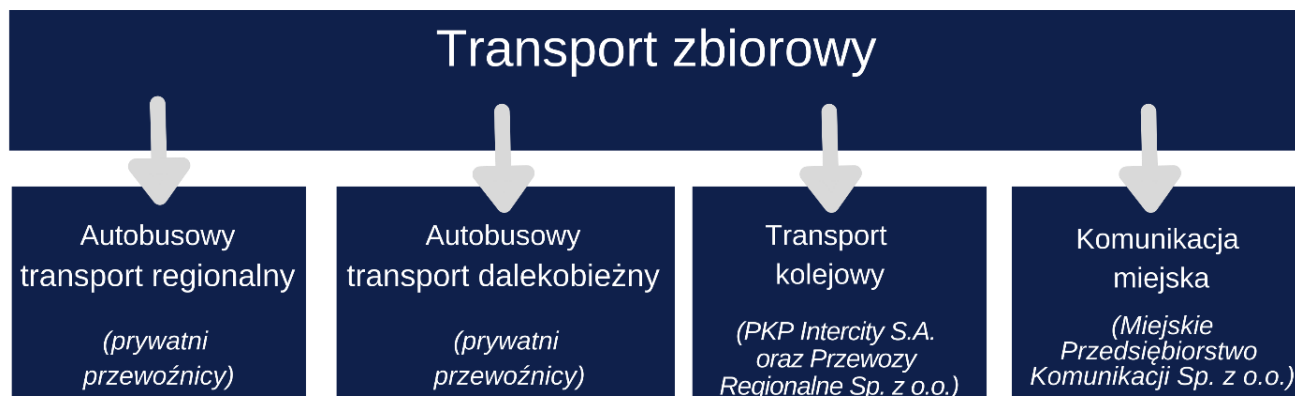 Transport zbiorowy
Autobusowy
transport regionalny
(prywatni
przewoźnicy)
Autobusowy
transport dalekobieżny
(prywatni
przewoźnicy)
Transport
kolejowy
(PKP Intercity S.A.
oraz Przewozy
Regionalne Sp. z o.o.)
Komunikacja
miejska
(Miejskie
Przedsiębiorstwo
Komunikacji Sp. z o.o.)